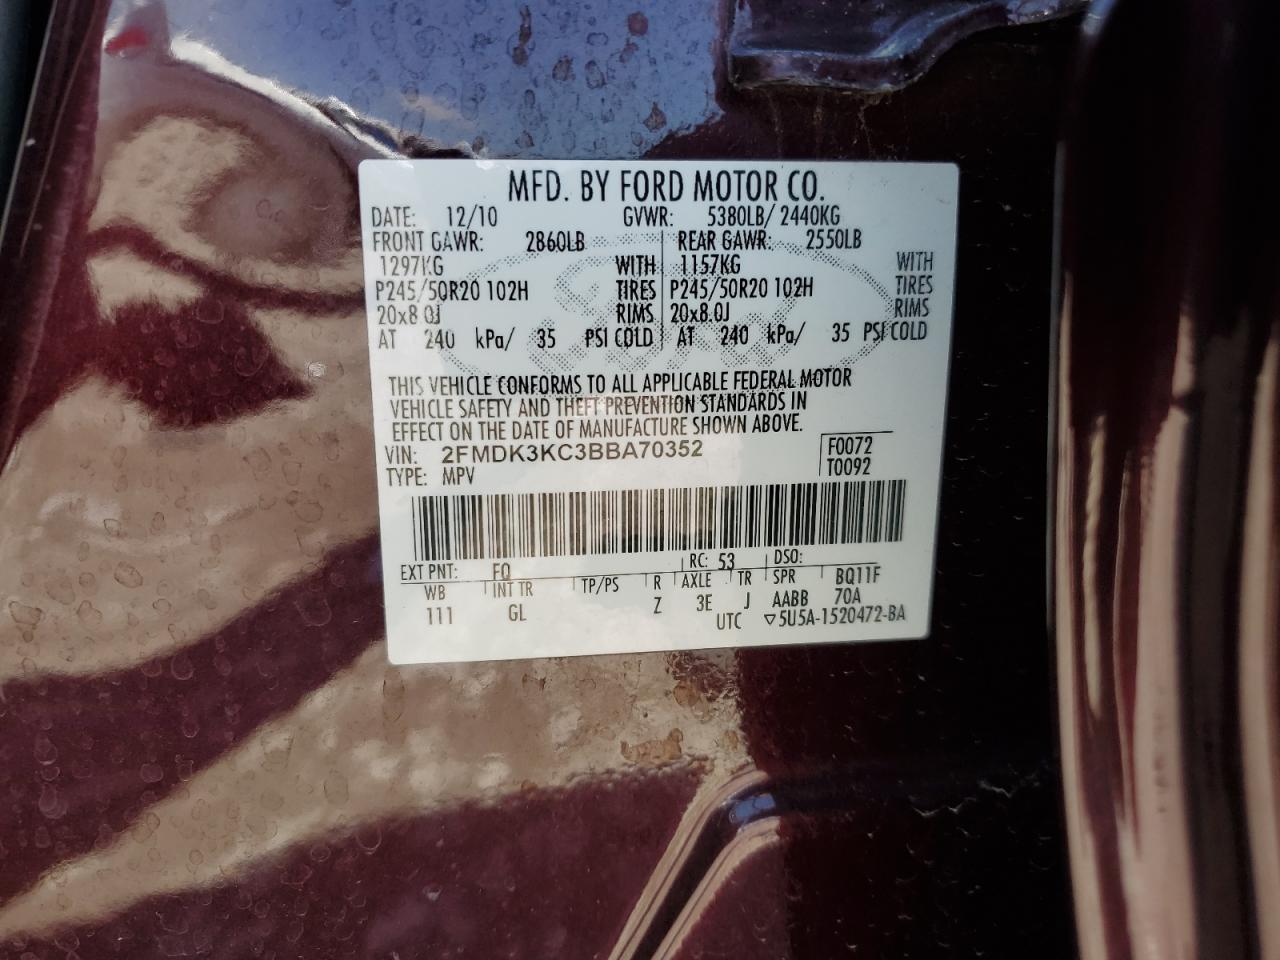 MFD. BY FORD MOTOR CO.
DATE: 12/10 GVWR: 5380LB/ 2440KG
FRONT GAWR: 2860LB REAR GAWR: 2550LB
1297KG WITH 1157KG WITH
P245/50R20 102H TIRES P245/50R20 102H TIRES
20x8.0J RIMS 20x8.0J RIMS
AT 240 kPa/ 35 PSI COLD AT 240 kPa/ 35 PSI COLD
THIS VEHICLE CONFORMS TO ALL APPLICABLE FEDERAL MOTOR
VEHICLE SAFETY AND THEFT PREVENTION STANDARDS IN
EFFECT ON THE DATE OF MANUFACTURE SHOWN ABOVE.
VIN: 2FMDK3KC3BBA70352 F0072
TYPE: MPV T0092
EXT PNT: FQ RC: 53 DSO:
WB INT TR TP/PS R AXLE TR SPR BQ11F
111 GL Z 3E J AABB 70A
UTC ▽5U5A-1520472-BA